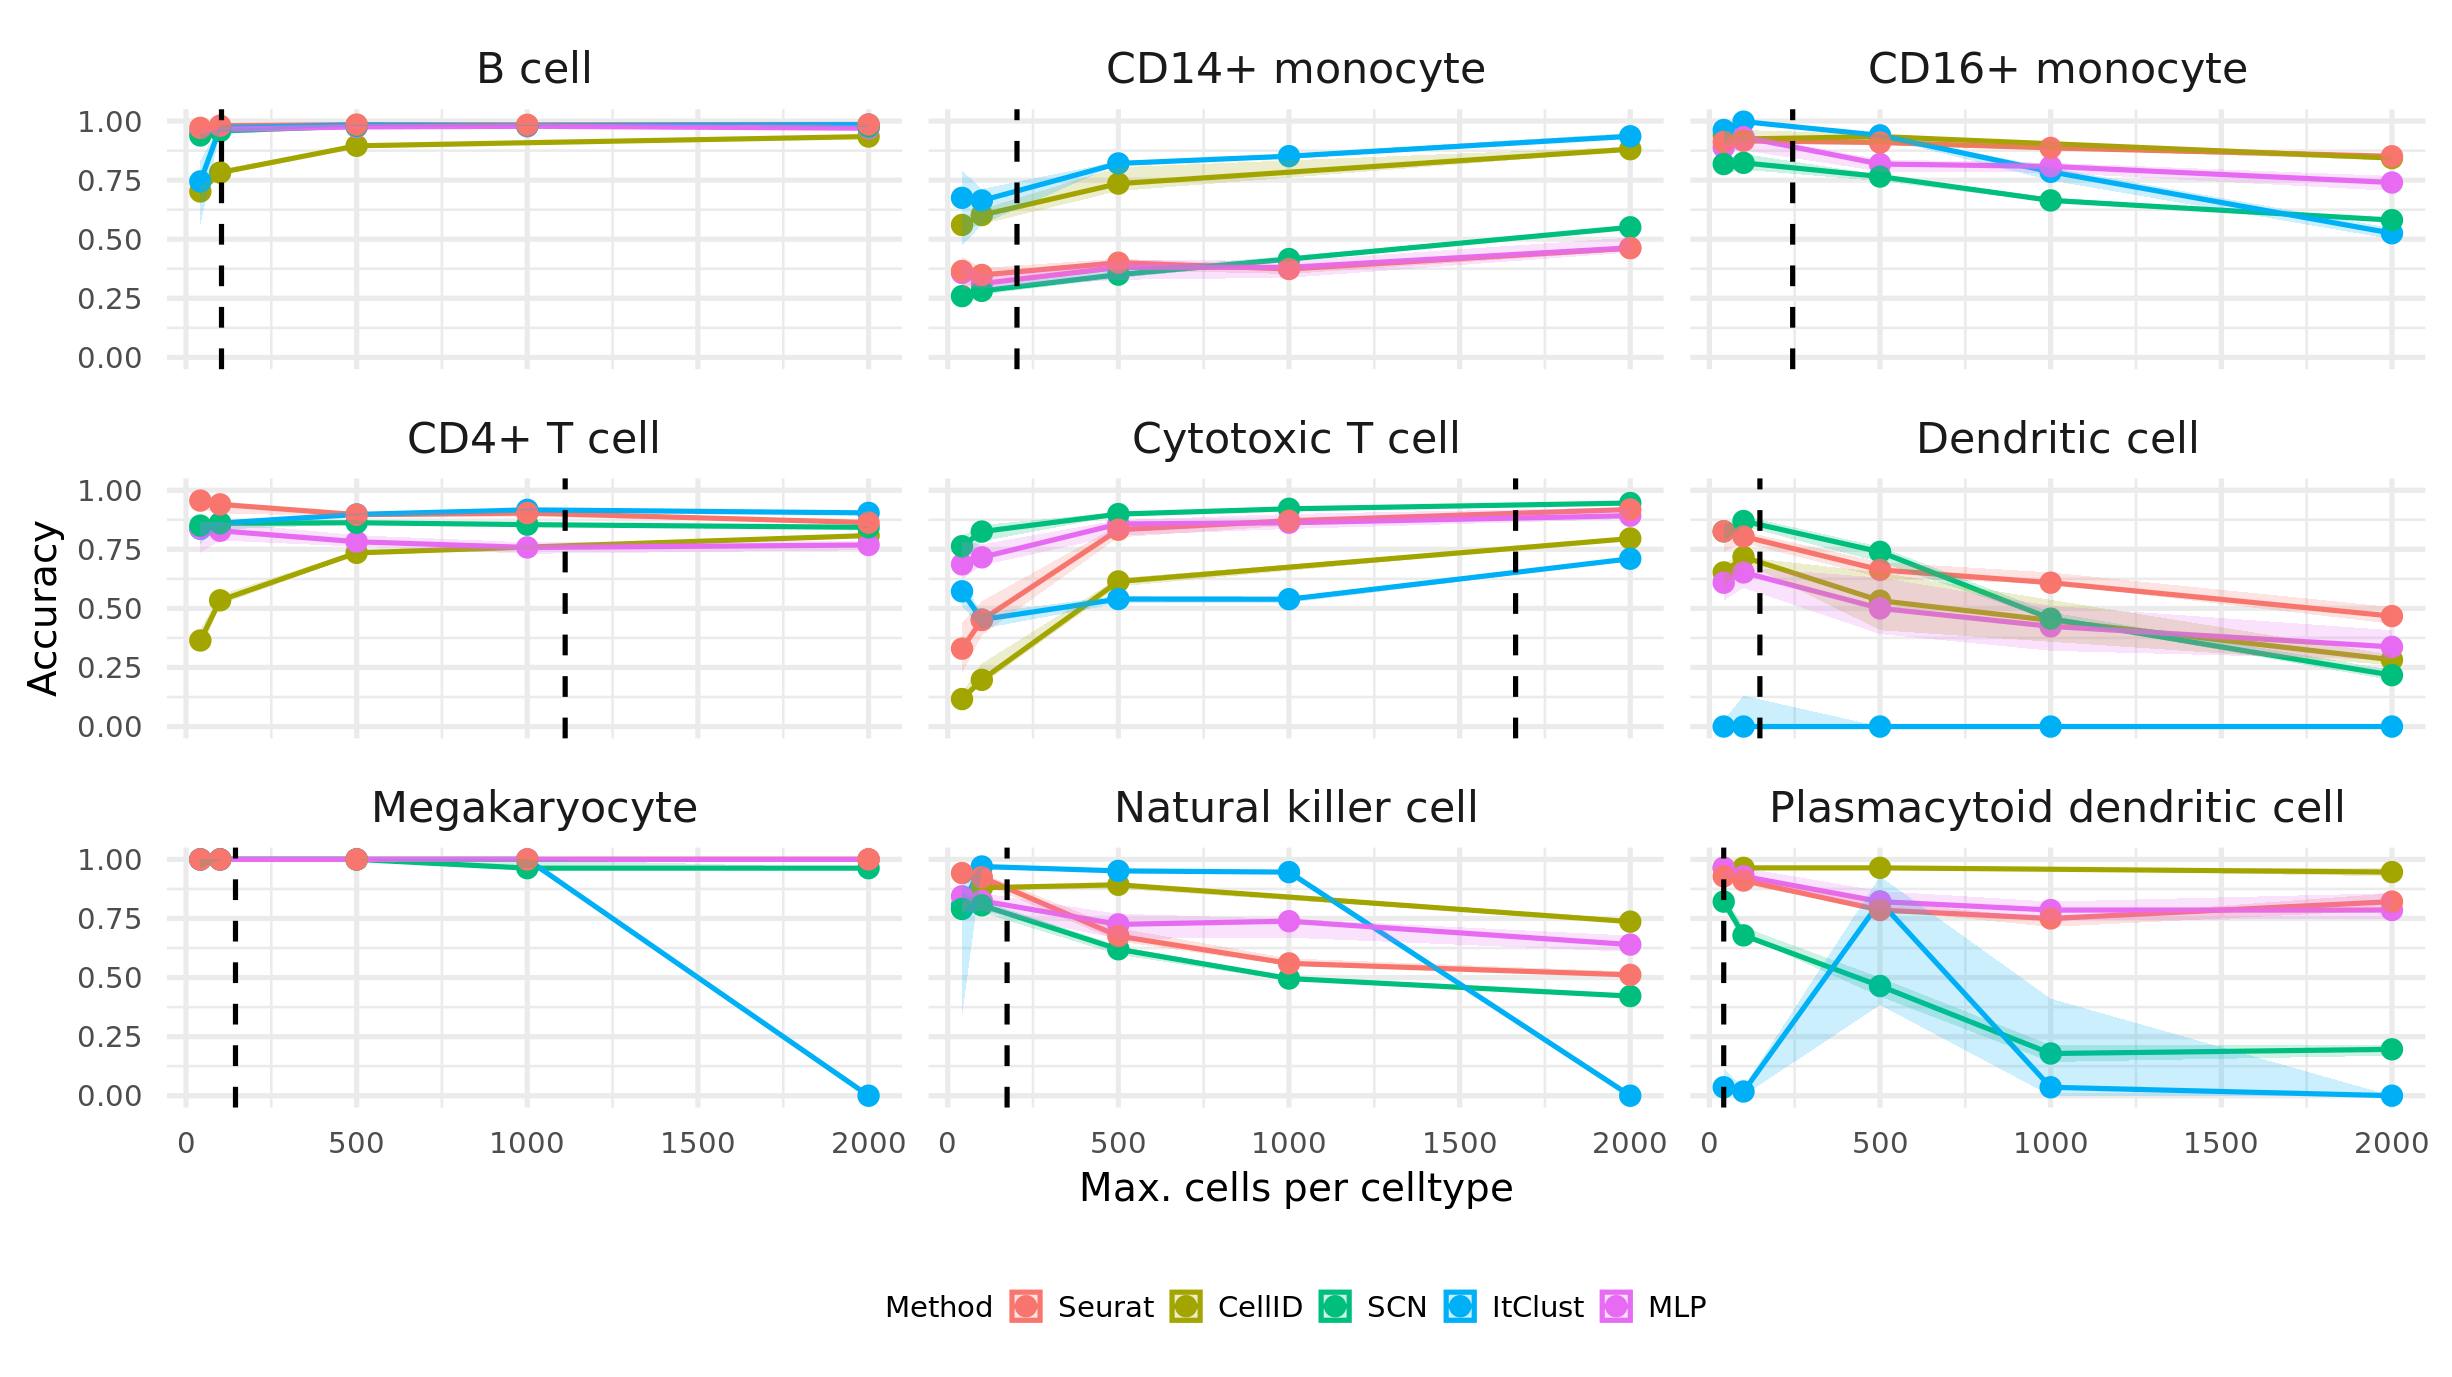 B cell
CD14+ monocyte
CD16+ monocyte
1.00
0.75
0.50
0.25
0.00
CD4+ T cell
Cytotoxic T cell
Dendritic cell
1.00
0.75
0.50
0.25
0.00
Accuracy
Megakaryocyte
Natural killer cell
Plasmacytoid dendritic cell
1.00
0.75
0.50
0.25
0.00
0 500 1000 1500 2000
0 500 1000 1500 2000
0 500 1000 1500 2000
Max. cells per celltype
Method Seurat CellID SCN ItClust MLP